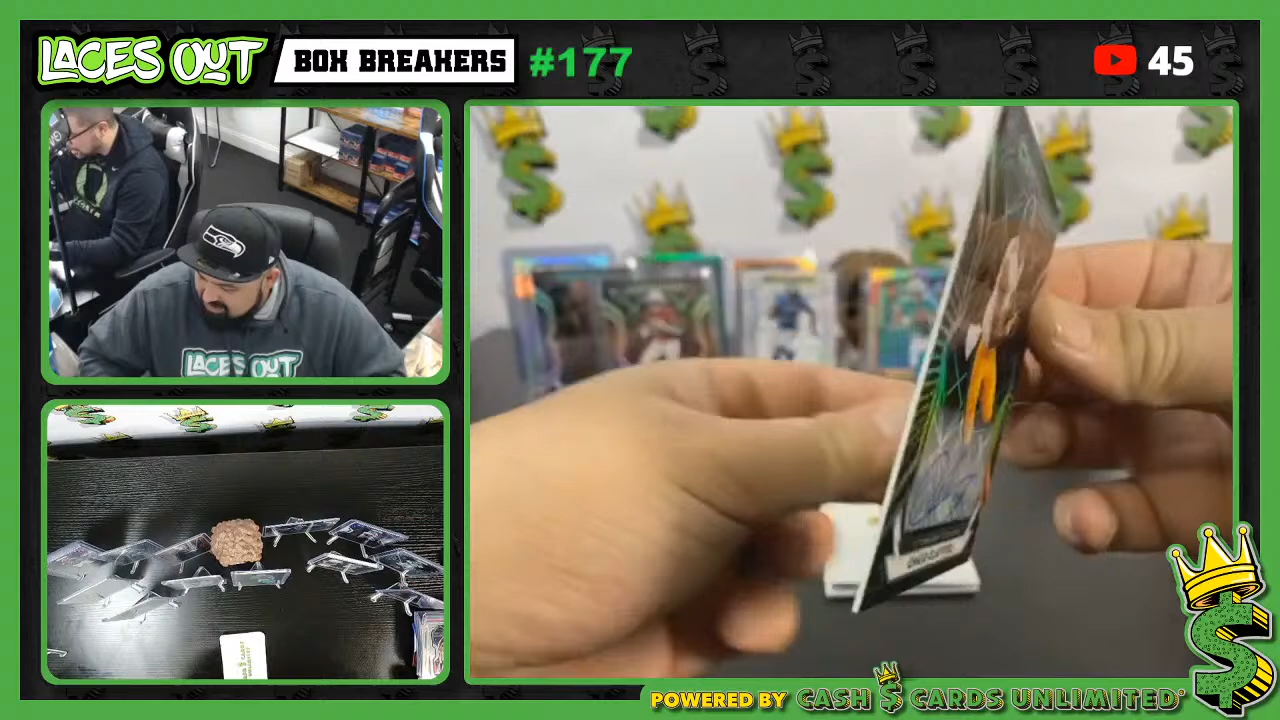 LACES OUT
BOX BREAKERS
#177
45
LACES OUT
POWERED BY CASH CARDS UNLIMITED